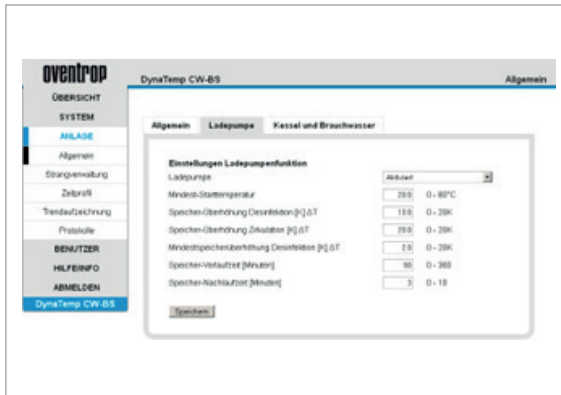 oventrop
DynaTemp CW-BS
Allgemein
ÜBERSICHT
SYSTEM
ANLAGE
Allgemein
Strangverwaltung
Zeitprofil
Trendaufzeichnung
Protokolle
BENUTZER
HILFE/INFO
ABMELDEN
DynaTemp CW-BS
Allgemein Ladepumpe Kessel und Brauchwasser
Einstellungen Ladepumpenfunktion
Ladepumpe Aktiviert
Mindest-Starttemperatur 20.0 0 - 80°C
Speicher-Überhöhung Desinfektion [K] ΔT 10.0 0 - 20K
Speicher-Überhöhung Zirkulation [K] ΔT 20.0 0 - 20K
Mindestspeicherüberhöhung Desinfektion [K] ΔT 2.0 0 - 20K
Speicher-Vorlaufzeit [Minuten] 0 - 360
Speicher-Nachlaufzeit [Minuten] 3 0 - 10
Speichern